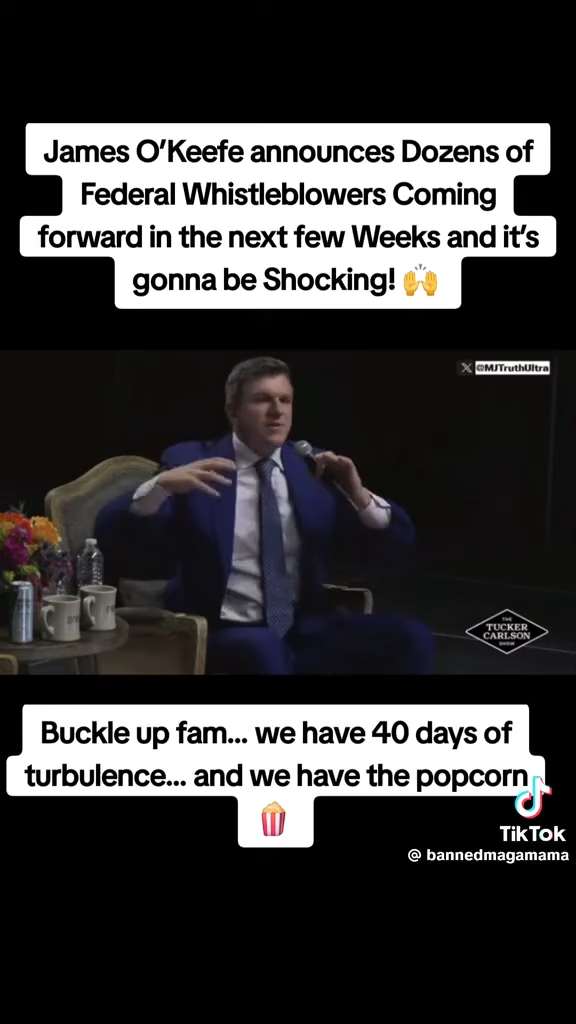 James O'Keefe announces Dozens of
Federal Whistleblowers Coming
forward in the next few Weeks and it's
gonna be Shocking! 🙌
X @MJTruthUltra
THE
TUCKER
CARLSON
SHOW
Buckle up fam... we have 40 days of
turbulence... and we have the popcorn
🍿
TikTok
@ bannedmagamama